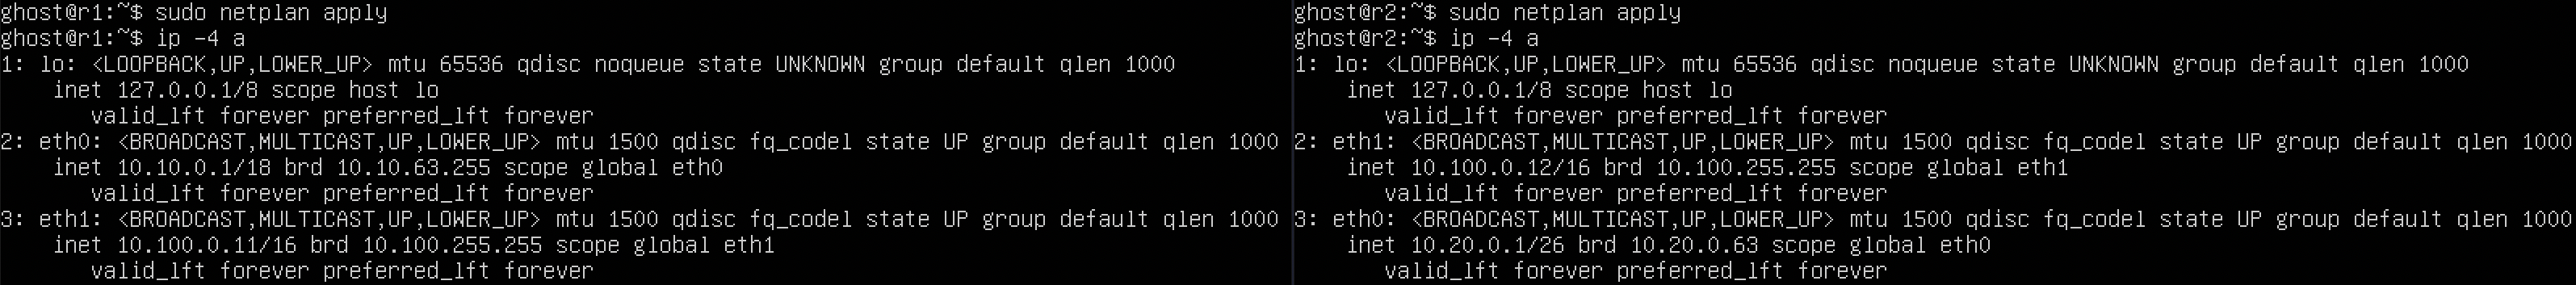 ghost@r1:~$ sudo netplan apply
ghost@r1:~$ ip -4 a
1: lo: <LOOPBACK,UP,LOWER_UP> mtu 65536 qdisc noqueue state UNKNOWN group default qlen 1000
    inet 127.0.0.1/8 scope host lo
       valid_lft forever preferred_lft forever
2: eth0: <BROADCAST,MULTICAST,UP,LOWER_UP> mtu 1500 qdisc fq_codel state UP group default qlen 1000
    inet 10.10.0.1/18 brd 10.10.63.255 scope global eth0
       valid_lft forever preferred_lft forever
3: eth1: <BROADCAST,MULTICAST,UP,LOWER_UP> mtu 1500 qdisc fq_codel state UP group default qlen 1000
    inet 10.100.0.11/16 brd 10.100.255.255 scope global eth1
       valid_lft forever preferred_lft forever
ghost@r2:~$ sudo netplan apply
ghost@r2:~$ ip -4 a
1: lo: <LOOPBACK,UP,LOWER_UP> mtu 65536 qdisc noqueue state UNKNOWN group default qlen 1000
    inet 127.0.0.1/8 scope host lo
       valid_lft forever preferred_lft forever
2: eth1: <BROADCAST,MULTICAST,UP,LOWER_UP> mtu 1500 qdisc fq_codel state UP group default qlen 1000
    inet 10.100.0.12/16 brd 10.100.255.255 scope global eth1
       valid_lft forever preferred_lft forever
3: eth0: <BROADCAST,MULTICAST,UP,LOWER_UP> mtu 1500 qdisc fq_codel state UP group default qlen 1000
    inet 10.20.0.1/26 brd 10.20.0.63 scope global eth0
       valid_lft forever preferred_lft forever